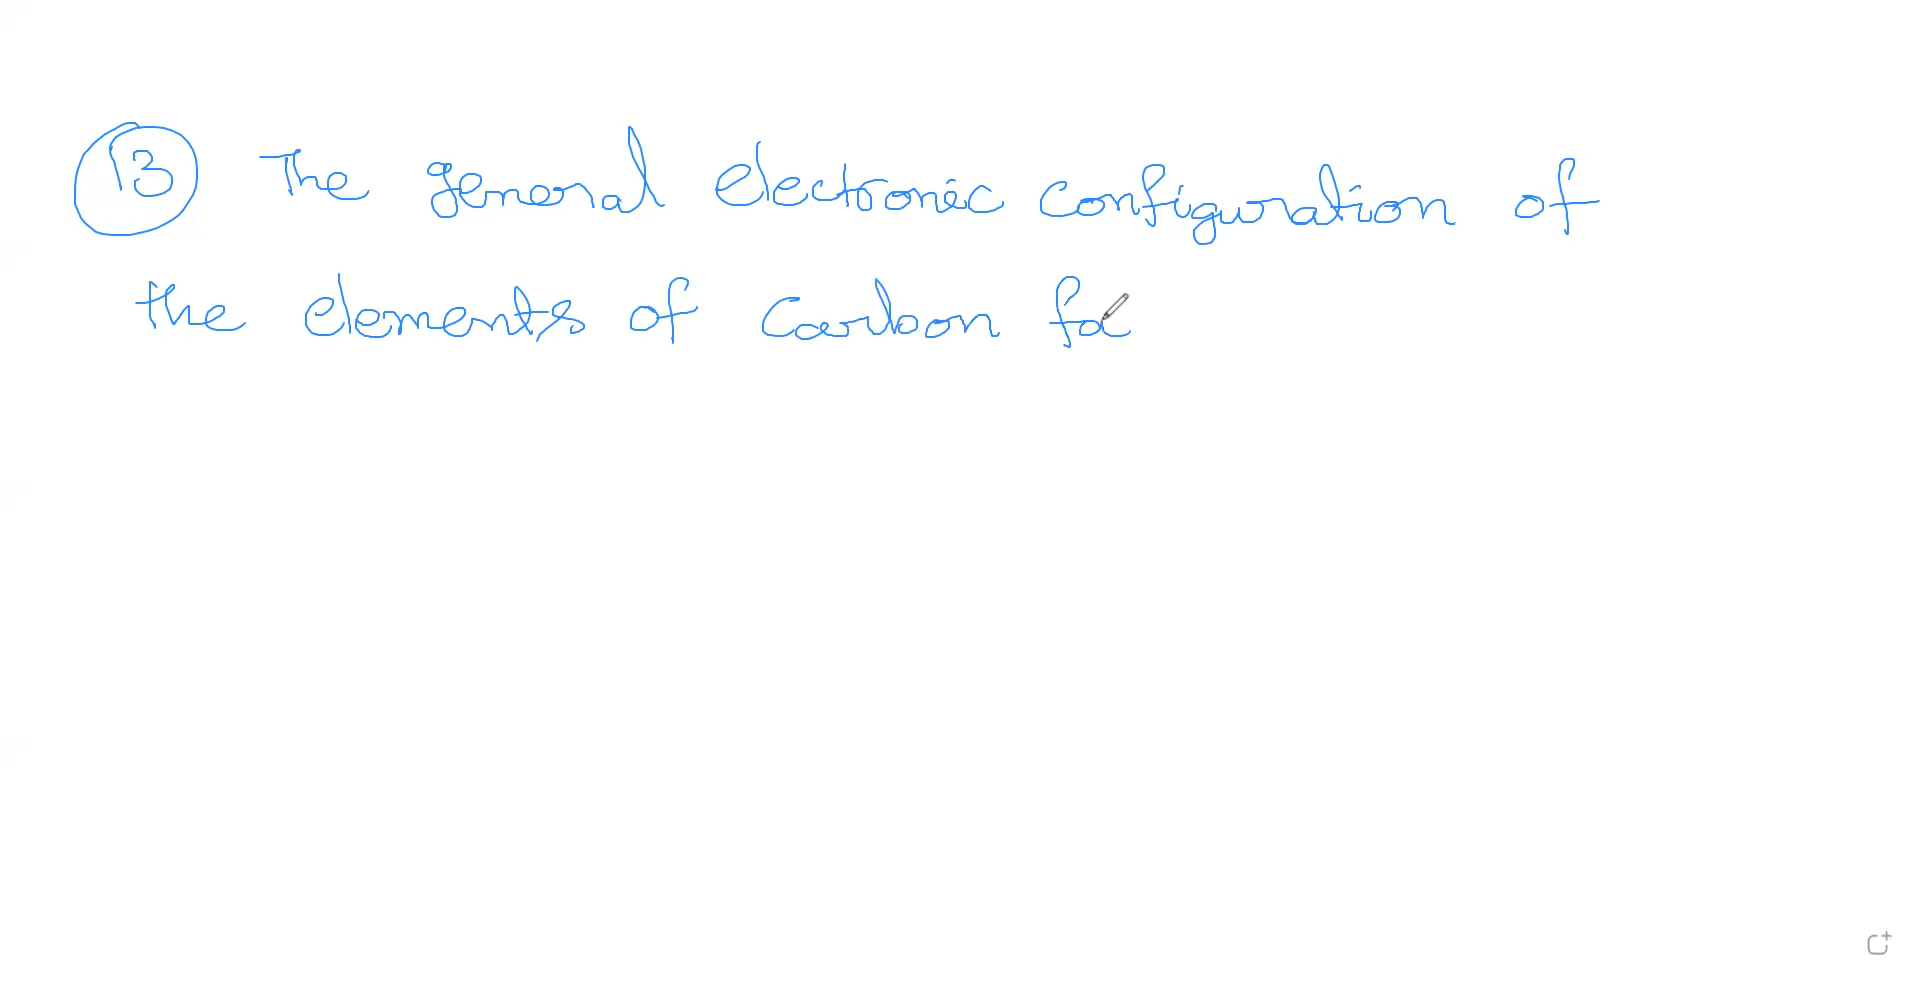 13 The general electronic configuration of
the elements of carbon fa